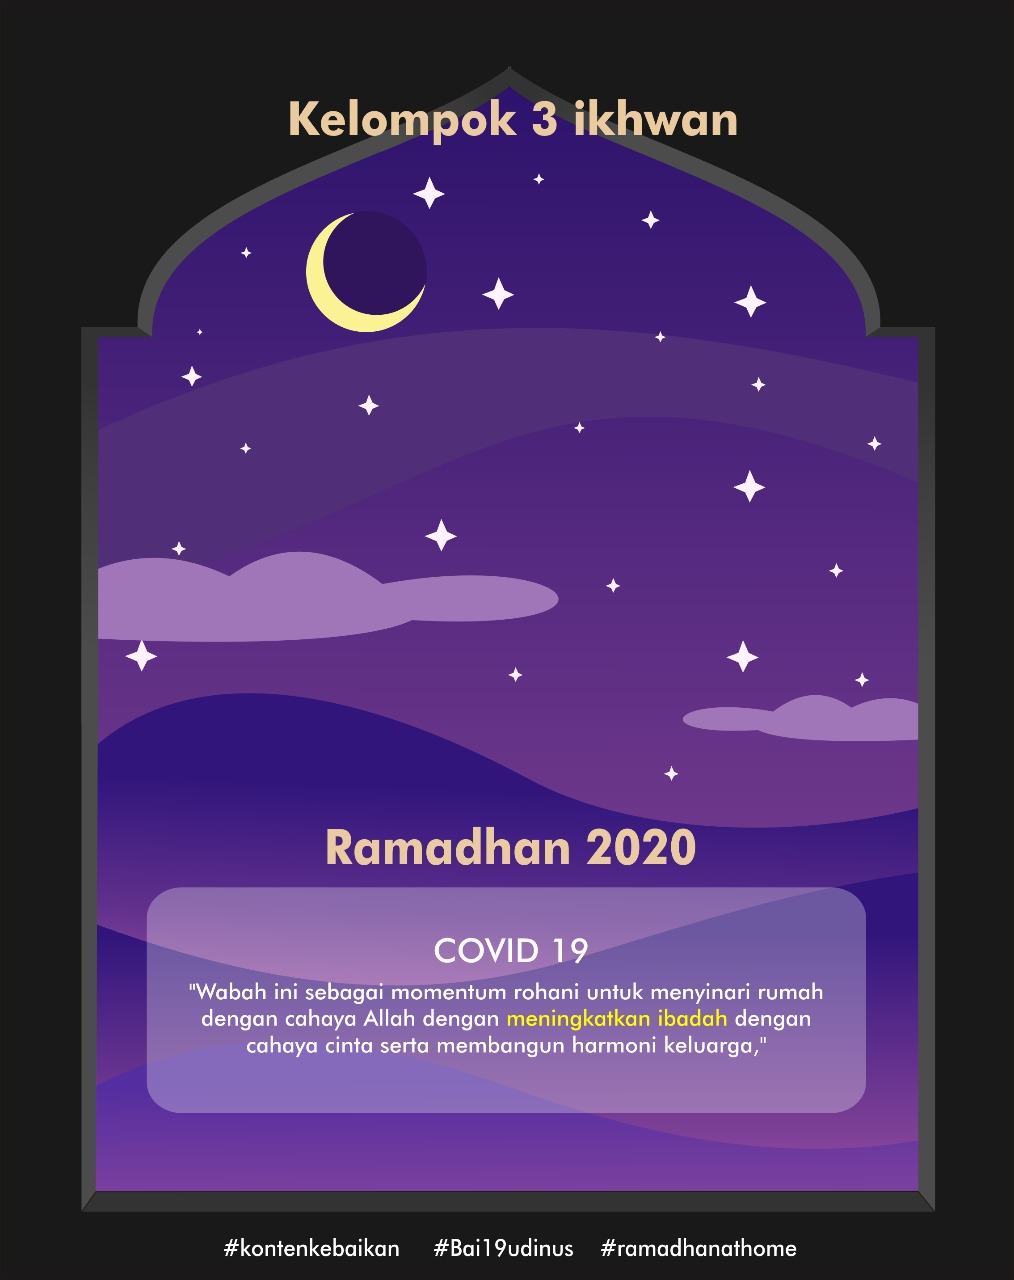 Kelompok 3 ikhwan
Ramadhan 2020
COVID 19
"Wabah ini sebagai momentum rohani untuk menyinari rumah
dengan cahaya Allah dengan meningkatkan ibadah dengan
cahaya cinta serta membangun harmoni keluarga,"
#kontenkebaikan #Bai19udinus #ramadhanathome